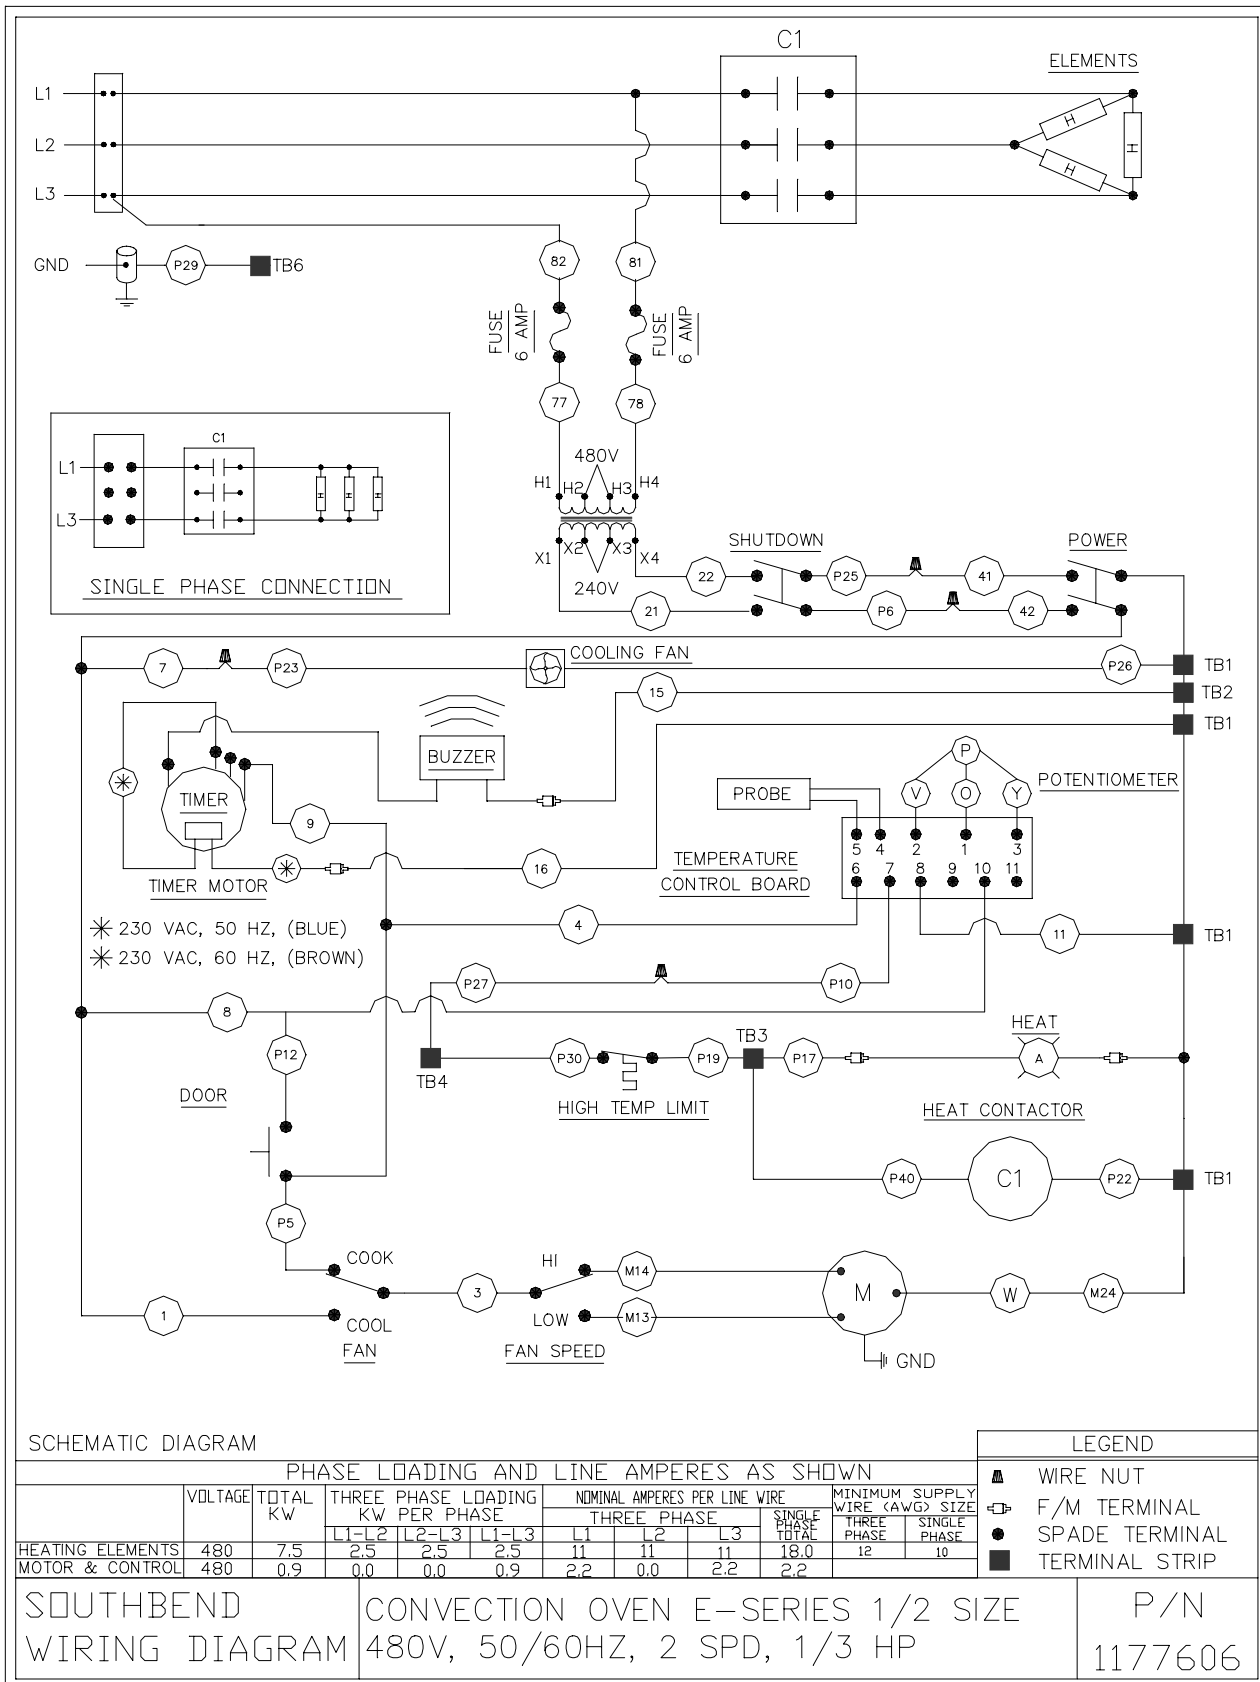 C1
ELEMENTS
L1
H
H
L2
H
L3
GND
P29
TB6
82
81
FUSE
6 AMP
FUSE
6 AMP
77
78
C1
L1
H
H
H
L3
SINGLE PHASE CONNECTION
480V
H1
H2
H3
H4
X1
X2
X3
X4
240V
SHUTDOWN
POWER
22
P25
41
21
P6
42
7
P23
COOLING FAN
P26
TB1
15
TB2
TB1
BUZZER
TIMER
9
TIMER MOTOR
16
PROBE
P
V
O
Y
POTENTIOMETER
5 4 2 1 3
6 7 8 9 10 11
TEMPERATURE
CONTROL BOARD
230 VAC, 50 HZ, (BLUE)
230 VAC, 60 HZ, (BROWN)
4
11
TB1
P27
P10
8
P12
TB4
P30
P19
TB3
P17
HEAT
A
HIGH TEMP LIMIT
DOOR
HEAT CONTACTOR
P40
C1
P22
TB1
P5
COOK
3
HI
M14
M
W
M24
1
COOL
LOW
M13
FAN
FAN SPEED
GND
SCHEMATIC DIAGRAM
LEGEND
WIRE NUT
F/M TERMINAL
SPADE TERMINAL
TERMINAL STRIP
PHASE LOADING AND LINE AMPERES AS SHOWN
VOLTAGE
TOTAL KW
THREE PHASE LOADING
KW PER PHASE
L1-L2 L2-L3 L1-L3
NOMINAL AMPERES PER LINE WIRE
THREE PHASE
L1 L2 L3
SINGLE PHASE TOTAL
MINIMUM SUPPLY
WIRE (AWG) SIZE
THREE PHASE
SINGLE PHASE
HEATING ELEMENTS 480 7.5 2.5 2.5 2.5 11 11 11 18.0 12 10
MOTOR & CONTROL 480 0.9 0.0 0.0 0.9 2.2 0.0 2.2 2.2
SOUTHBEND
WIRING DIAGRAM
CONVECTION OVEN E-SERIES 1/2 SIZE
480V, 50/60HZ, 2 SPD, 1/3 HP
P/N
1177606